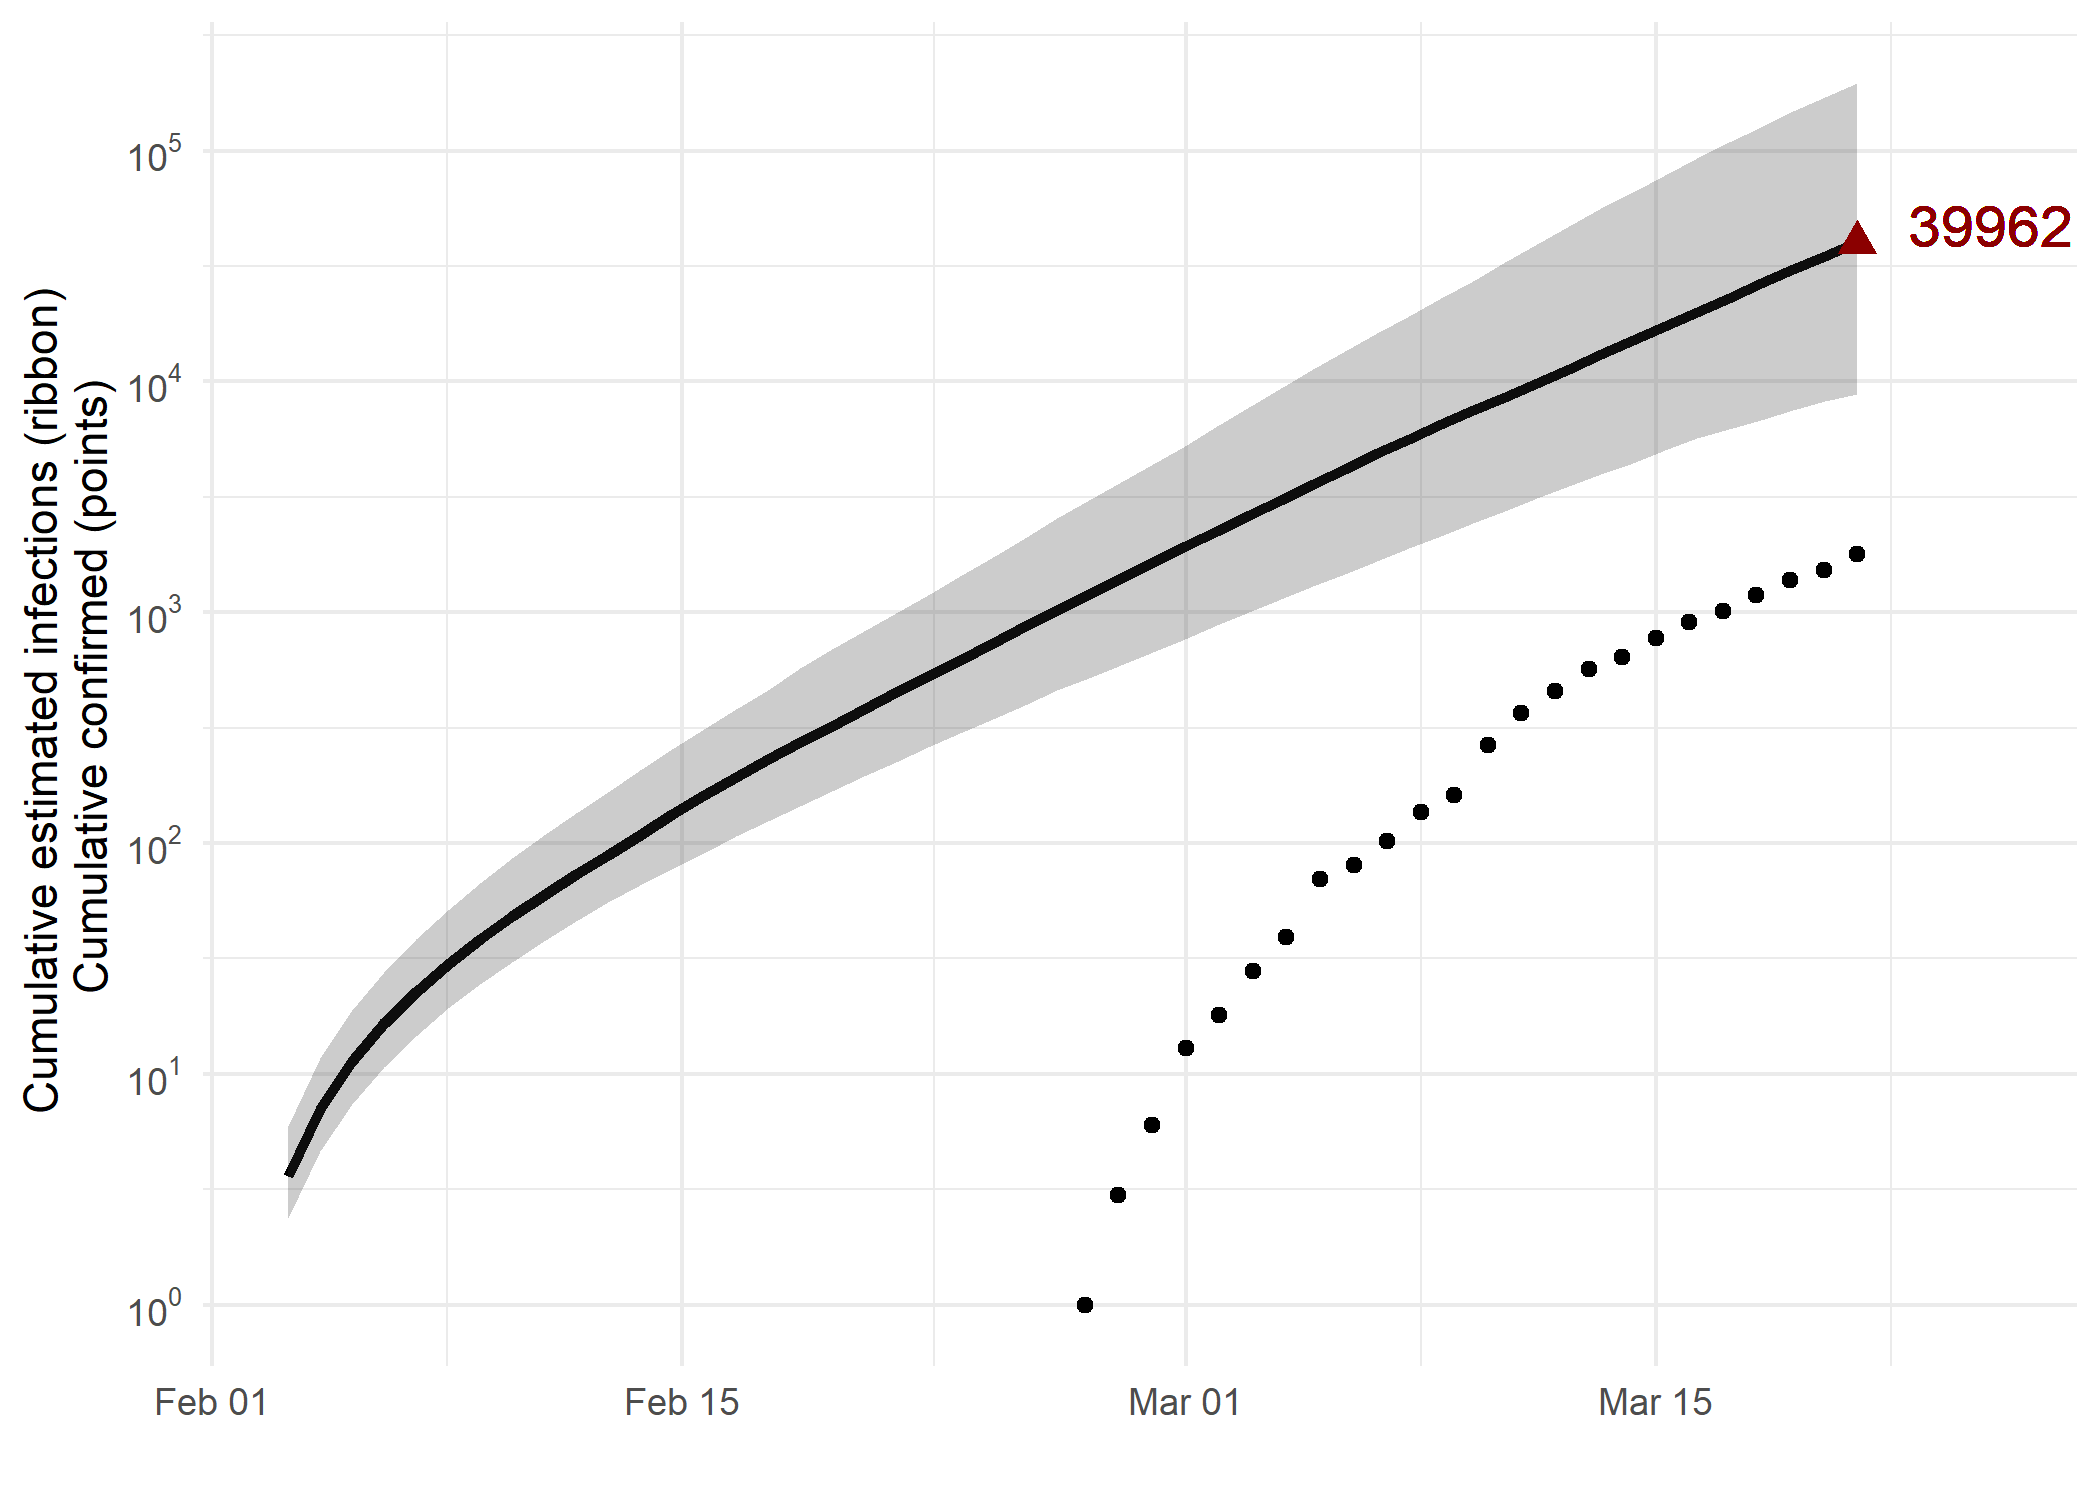 Cumulative estimated infections (ribbon)
Cumulative confirmed (points)
10^5
10^4
10^3
10^2
10^1
10^0
39962
Feb 01
Feb 15
Mar 01
Mar 15